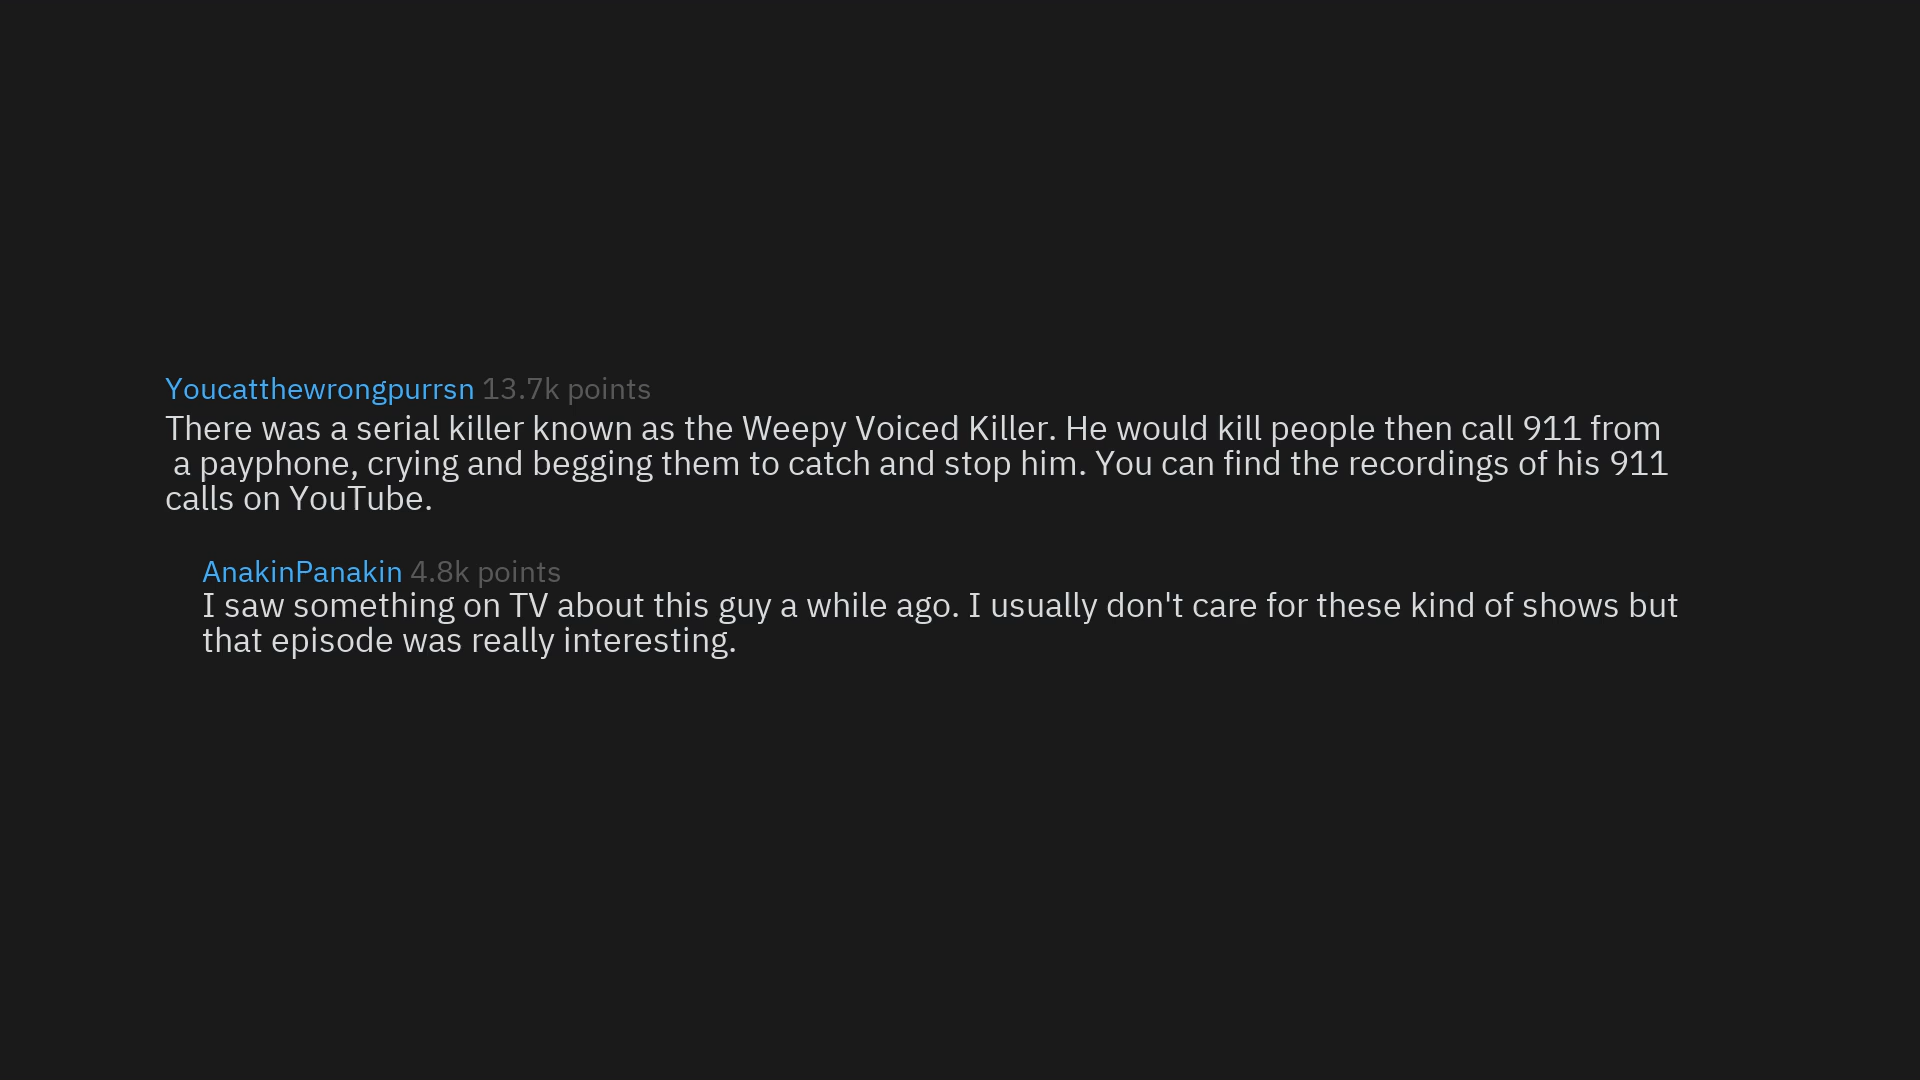 Youcatthewrongpurrsn 13.7k points
There was a serial killer known as the Weepy Voiced Killer. He would kill people then call 911 from
a payphone, crying and begging them to catch and stop him. You can find the recordings of his 911
calls on YouTube.
AnakinPanakin 4.8k points
I saw something on TV about this guy a while ago. I usually don't care for these kind of shows but
that episode was really interesting.